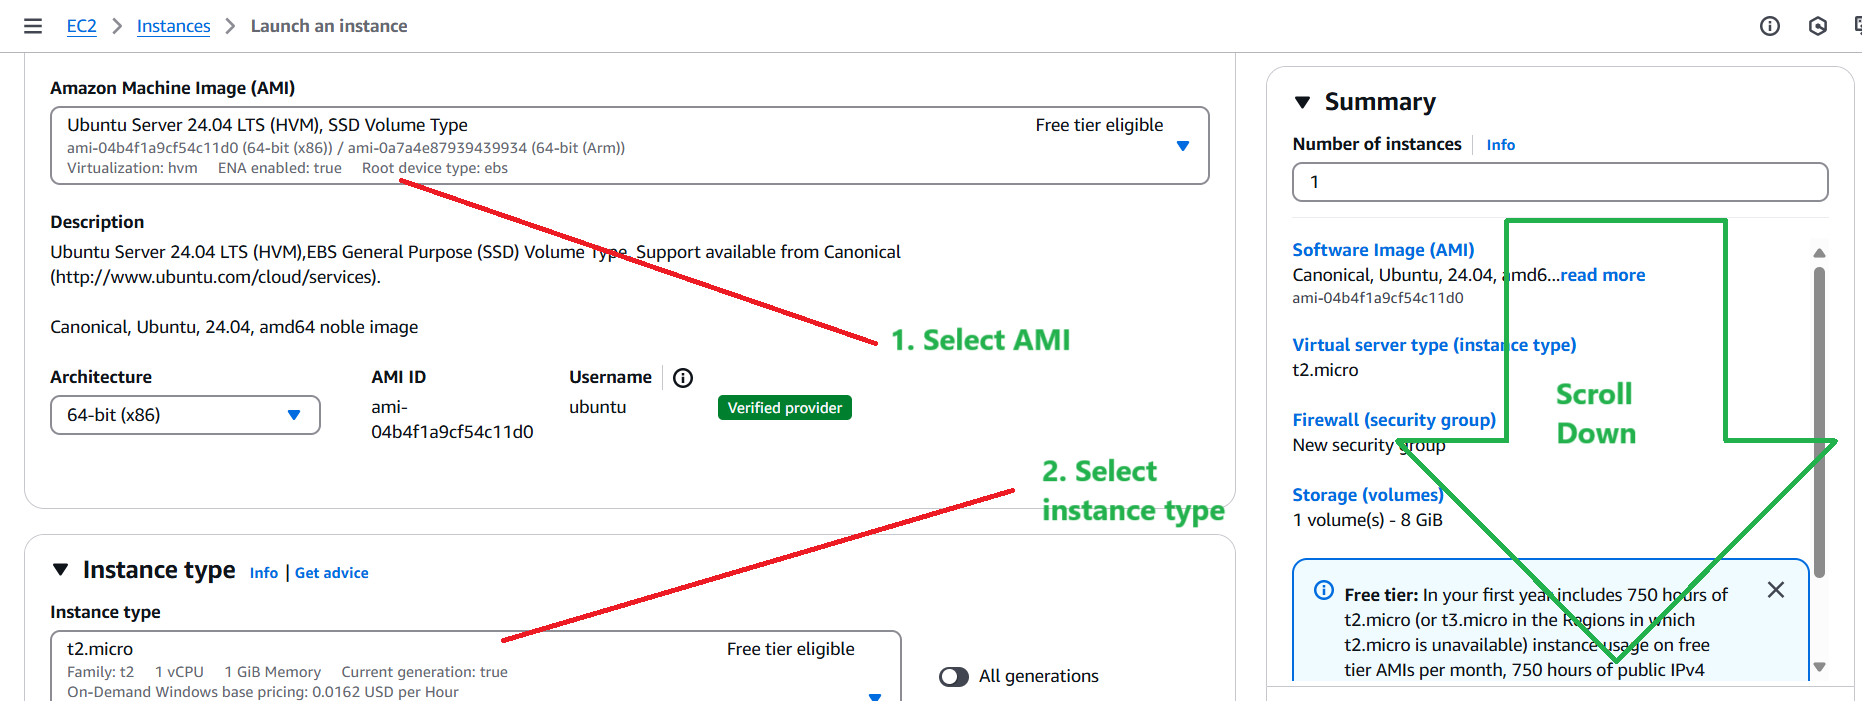 EC2 > Instances > Launch an instance
Amazon Machine Image (AMI)
Ubuntu Server 24.04 LTS (HVM), SSD Volume Type
Free tier eligible
ami-04b4f1a9cf54c11d0 (64-bit (x86)) / ami-0a7a4e87939439934 (64-bit (Arm))
Virtualization: hvm ENA enabled: true Root device type: ebs
Description
Ubuntu Server 24.04 LTS (HVM),EBS General Purpose (SSD) Volume Type. Support available from Canonical
(http://www.ubuntu.com/cloud/services).
Canonical, Ubuntu, 24.04, amd64 noble image
1. Select AMI
Architecture
64-bit (x86)
AMI ID
ami-
04b4f1a9cf54c11d0
Username
ubuntu
Verified provider
2. Select
instance type
Instance type Info | Get advice
Instance type
t2.micro
Free tier eligible
Family: t2 1 vCPU 1 GiB Memory Current generation: true
On-Demand Windows base pricing: 0.0162 USD per Hour
All generations
Summary
Number of instances Info
1
Software Image (AMI)
Canonical, Ubuntu, 24.04, amd6...read more
ami-04b4f1a9cf54c11d0
Virtual server type (instance type)
t2.micro
Firewall (security group)
New security group
Storage (volumes)
1 volume(s) - 8 GiB
Scroll
Down
Free tier: In your first year includes 750 hours of
t2.micro (or t3.micro in the Regions in which
t2.micro is unavailable) instance usage on free
tier AMIs per month, 750 hours of public IPv4